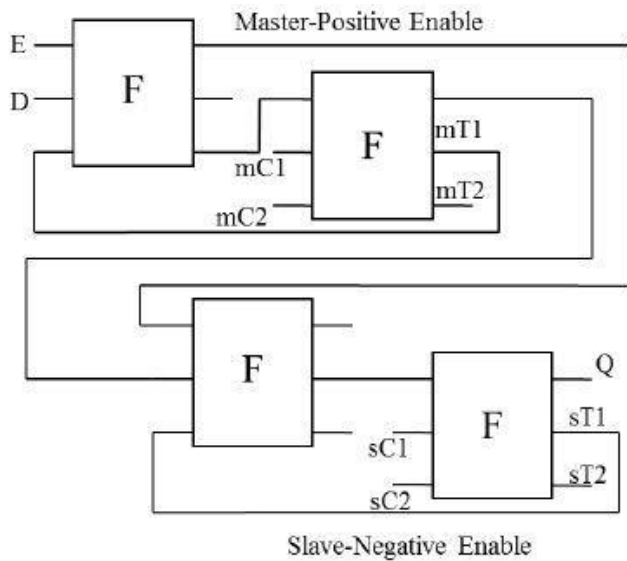 Master-Positive Enable
E
F
D
F
mT1
mC1
mT2
mC2
F
Q
F
sT1
sC1
sT2
sC2
Slave-Negative Enable